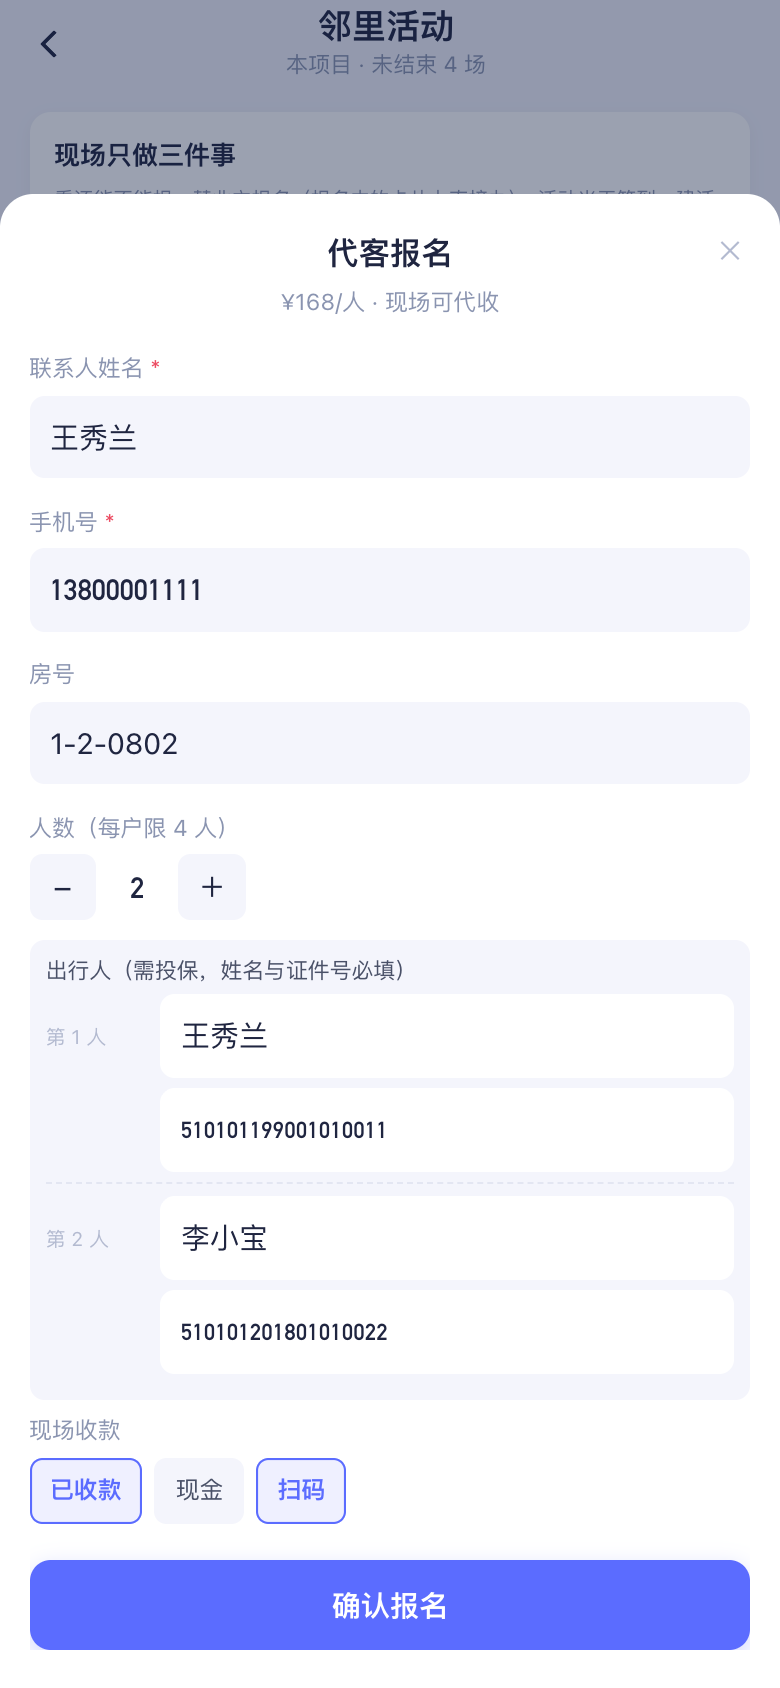 邻里活动
本项目 · 未结束 4 场
现场只做三件事
代客报名
¥168/人 · 现场可代收
联系人姓名 *
王秀兰
手机号 *
13800001111
房号
1-2-0802
人数（每户限 4 人）
− 2 +
出行人（需投保，姓名与证件号必填）
第 1 人
王秀兰
510101199001010011
第 2 人
李小宝
510101201801010022
现场收款
已收款 现金 扫码
确认报名